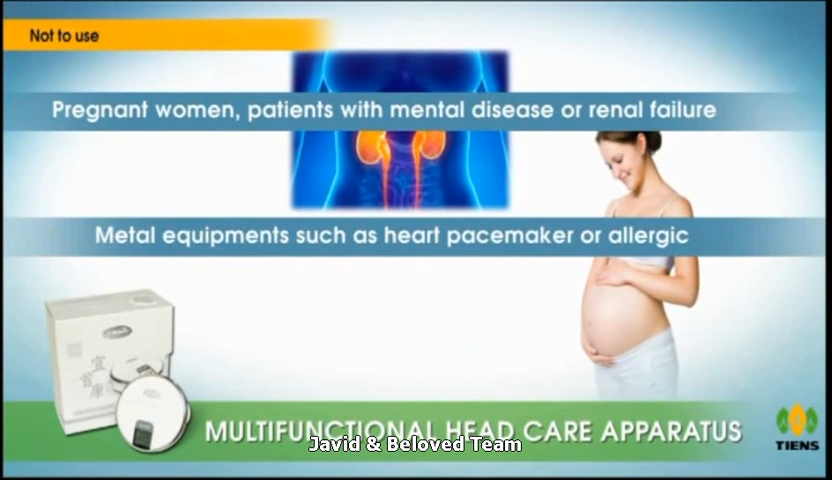 Not to use
Pregnant women, patients with mental disease or renal failure
Metal equipments such as heart pacemaker or allergic
MULTIFUNCTIONAL HEAD CARE APPARATUS
Javid & Beloved Team
TIENS